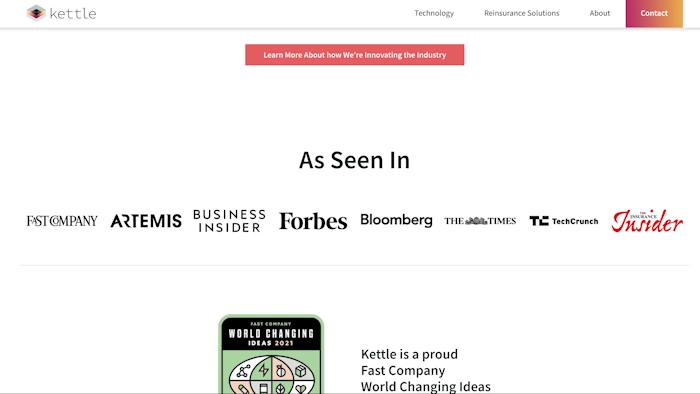 kettle
Technology
Reinsurance Solutions
About
Contact
Learn More About how We're Innovating the Industry
As Seen In
FAST COMPANY
ARTEMIS
BUSINESS
INSIDER
Forbes
Bloomberg
THE TIMES
TC TechCrunch
THE
INSURANCE
Insider
FAST COMPANY
WORLD CHANGING
IDEAS 2021
Kettle is a proud
Fast Company
World Changing Ideas